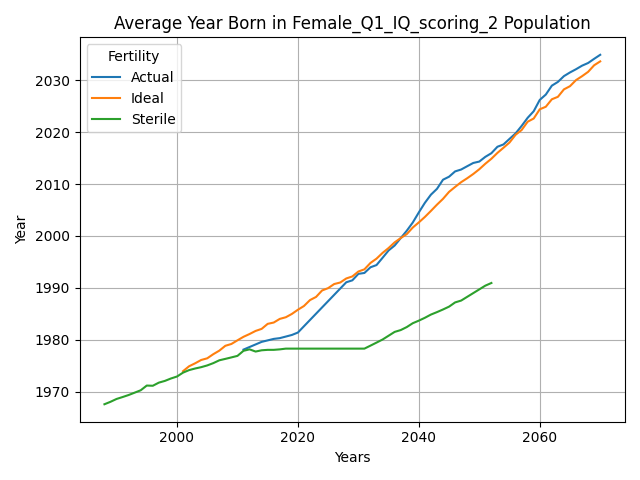 Average Year Born in Female_Q1_IQ_scoring_2 Population
Fertility
Actual
Ideal
Sterile
2030
2020
2010
2000
1990
1980
1970
Year
2000 2020 2040 2060
Years